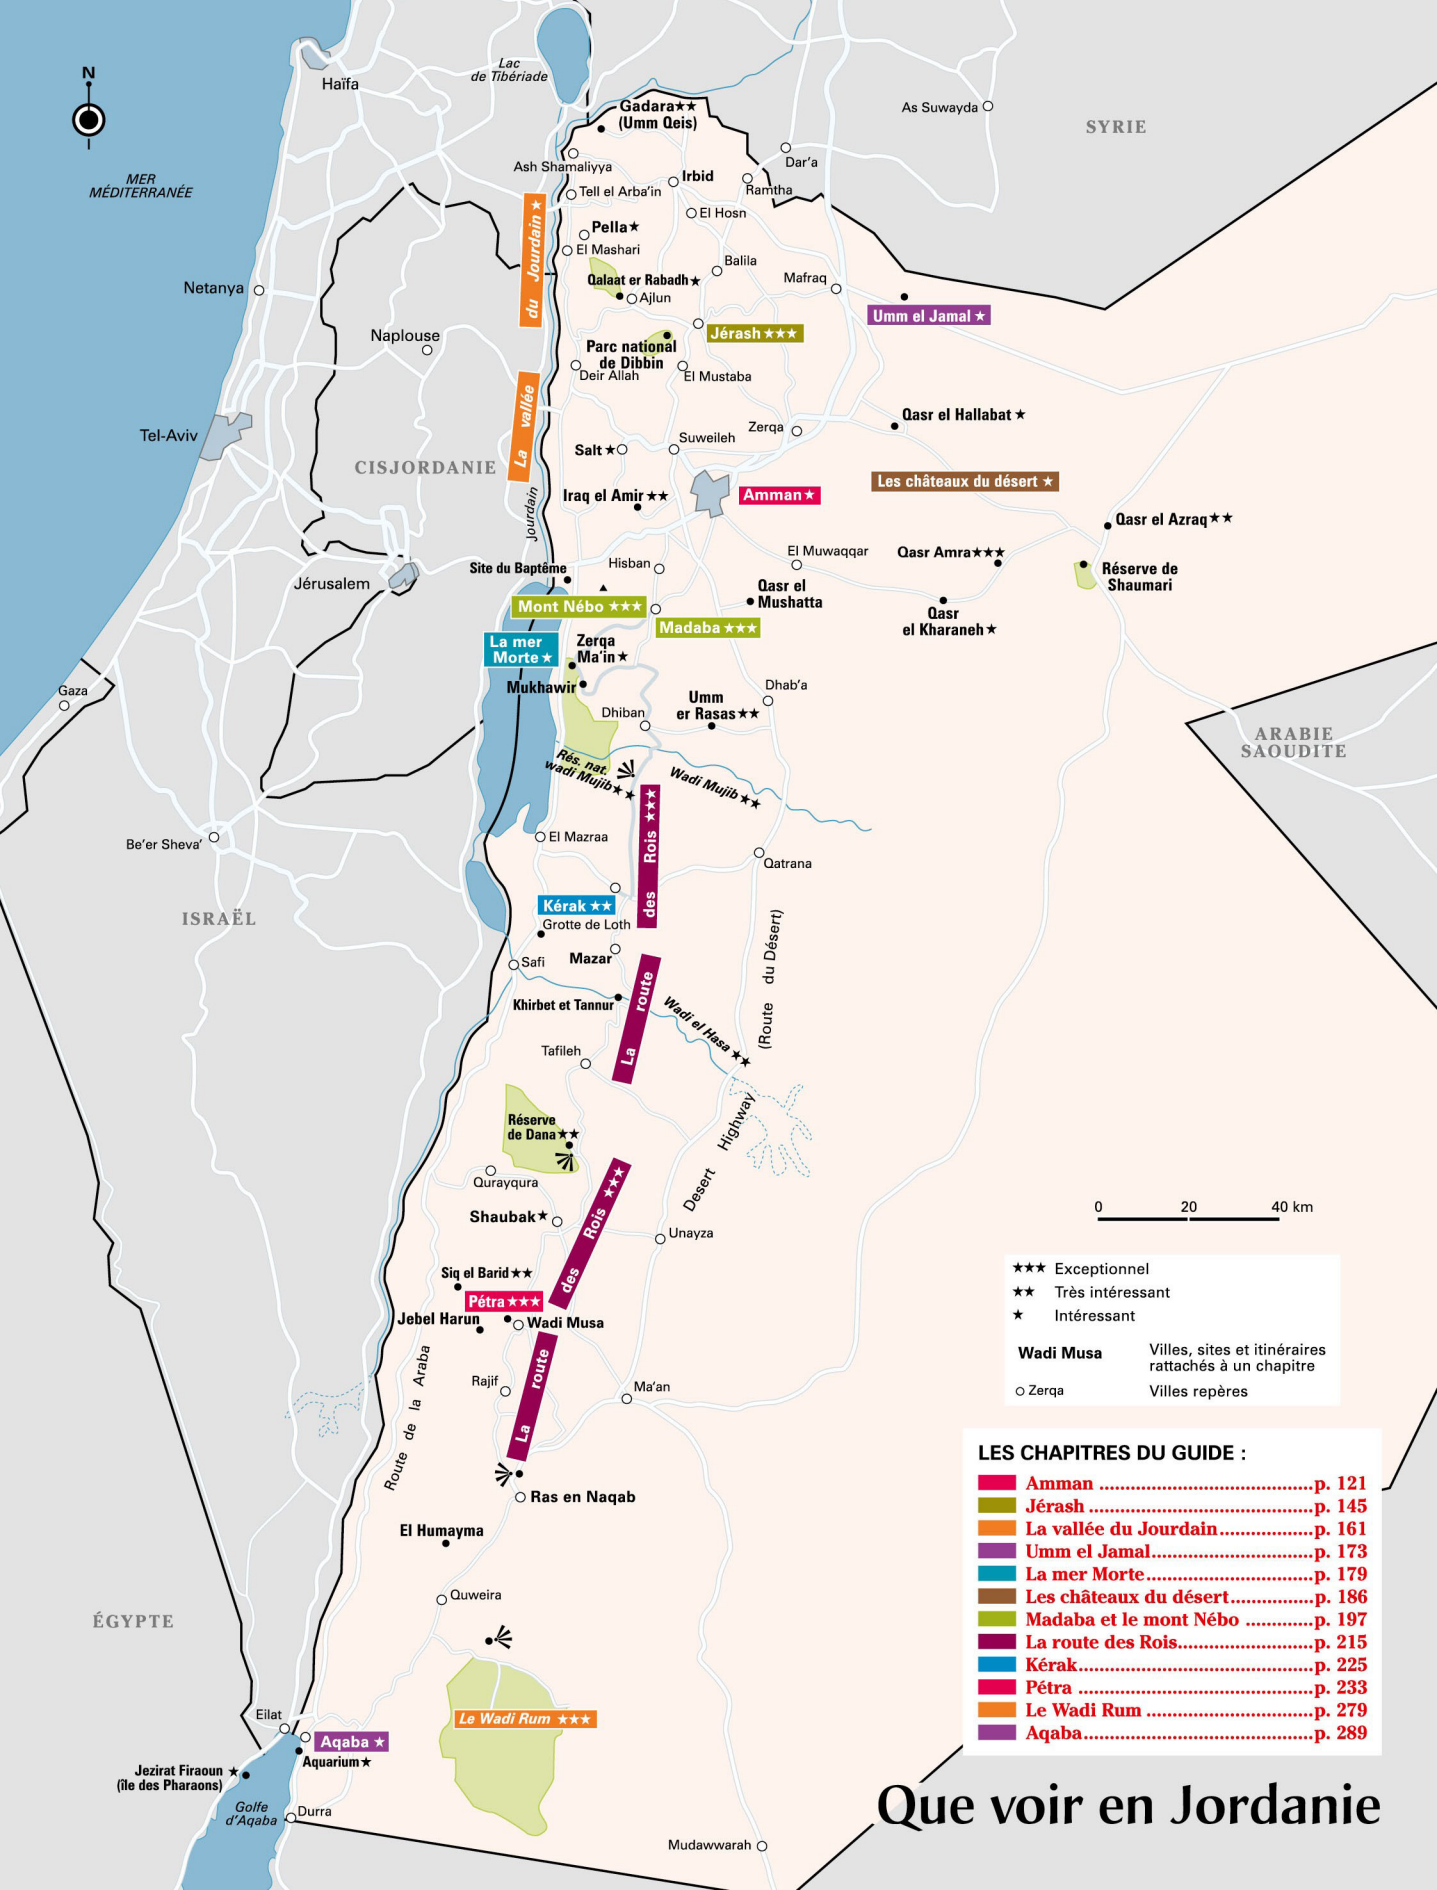 N
Haïfa
Lac
de Tibériade
Gadara★★
(Umm Qeis)
As Suwayda
SYRIE
MER
MÉDITERRANÉE
Ash Shamaliyya
Dar'a
Irbid
Ramtha
Tell el Arba'in
El Hosn
Pella★
El Mashari
La vallée du Jourdain ★
Balila
Qalaat er Rabadh★
Ajlun
Mafraq
Netanya
Umm el Jamal ★
Naplouse
Jérash ★★★
Parc national
de Dibbin
Deir Allah
El Mustaba
Qasr el Hallabat ★
Zerqa
Tel-Aviv
Suweileh
Salt ★
CISJORDANIE
Les châteaux du désert ★
Iraq el Amir ★★
Amman ★
Jourdain
Qasr el Azraq★★
El Muwaqqar
Qasr Amra★★★
Site du Baptême
Hisban
Réserve de
Shaumari
Jérusalem
Qasr el
Mushatta
Mont Nébo ★★★
Qasr
el Kharaneh★
Madaba ★★★
La mer
Morte ★
Zerqa
Ma'in★
Mukhawir
Gaza
Dhab'a
Umm
er Rasas★★
Dhiban
ARABIE
SAOUDITE
Rés. nat.
wadi Mujib★★
Wadi Mujib★★
La route des Rois ★★★
El Mazraa
Be'er Sheva'
Qatrana
Kérak ★★
ISRAËL
Grotte de Loth
(Route du Désert)
Mazar
Safi
Khirbet et Tannur
Wadi el Hasa ★★
Tafileh
Réserve
de Dana★★
Desert Highway
Qurayqura
Shaubak★
La route des Rois ★★★
Unayza
Siq el Barid★★
Pétra ★★★
Jebel Harun
Wadi Musa
Route de la Araba
Rajif
Ma'an
Ras en Naqab
El Humayma
Quweira
ÉGYPTE
Le Wadi Rum ★★★
Eilat
Aqaba ★
Aquarium★
Jezirat Firaoun ★
(île des Pharaons)
Golfe
d'Aqaba
Durra
Mudawwarah
0 20 40 km
★★★ Exceptionnel
★★ Très intéressant
★ Intéressant
Wadi Musa Villes, sites et itinéraires
rattachés à un chapitre
Zerqa Villes repères
LES CHAPITRES DU GUIDE :
Amman ..................................p. 121
Jérash ....................................p. 145
La vallée du Jourdain...................p. 161
Umm el Jamal..........................p. 173
La mer Morte...........................p. 179
Les châteaux du désert.................p. 186
Madaba et le mont Nébo ...........p. 197
La route des Rois......................p. 215
Kérak.....................................p. 225
Pétra .....................................p. 233
Le Wadi Rum ...........................p. 279
Aqaba.....................................p. 289
Que voir en Jordanie